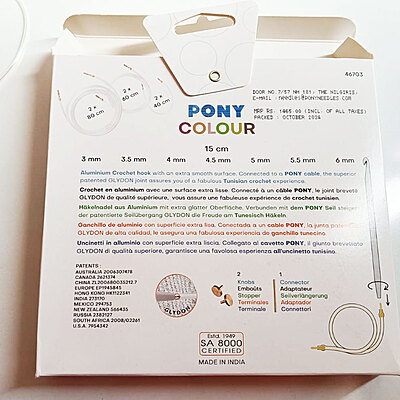 46703
2 x 80 cm
2 x 60 cm
2 x 40 cm
DOOR NO.7/57 NH 181, THE NILGIRIS
MRP RS. 1465.00 (INCL. OF ALL TAXES)
PACKED : OCTOBER 2024
PONY
COLOUR
15 cm
3 mm 3.5 mm 4 mm 4.5 mm 5 mm 5.5 mm 6 mm
Aluminium Crochet hook with an extra smooth surface. Connected to a PONY cable, the superior
patented GLYDON joint assures you of a fabulous Tunisian crochet experience.
Crochet en aluminium avec une surface extra lisse. Connecté à un câble PONY, le joint breveté
GLYDON de qualité supérieure, vous assure une fabuleuse expérience de crochet tunisien.
Häkelnadel aus Aluminium mit extra glatter Oberfläche. Verbunden mit dem PONY Seil steigert
der patentierte Seilübergang GLYDON die Freude am Tunesisch Häkeln.
Ganchillo de aluminio con superficie extra lisa. Conectada a un cable PONY, la junta patentada
GLYDON de alta calidad, le asegura una fabulosa experiencia de ganchillo tunecino.
Uncinetti in alluminio con superficie extra liscia. Collegato al cavetto PONY, il giunto brevettato
GLYDON di qualità superiore, garantisce una favolosa esperienza all'uncinetto tunisino.
PATENTS :
AUSTRALIA 2006307478
CANADA 2621374
CHINA ZL200680035212.7
EUROPE EP1945845
HONG KONG HK1122341
INDIA 273170
MEXICO 294753
NEW ZEALAND 566435
RUSSIA 2382127
SOUTH AFRICA 2008/02261
U.S.A. 7954342
GLYDON
2
Knobs
Embouts
Stopper
Terminales
Terminale
1
Connector
Adaptateur
Seilverlängerung
Adaptador
Connettori
Estd. 1949
SA 8000
CERTIFIED
MADE IN INDIA